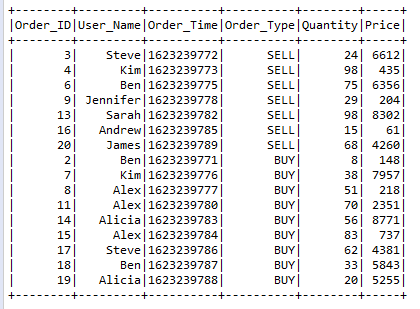 +--------+---------+----------+----------+--------+-----+
|Order_ID|User_Name|Order_Time|Order_Type|Quantity|Price|
+--------+---------+----------+----------+--------+-----+
|       3|    Steve|1623239772|      SELL|      24| 6612|
|       4|      Kim|1623239773|      SELL|      98|  435|
|       6|      Ben|1623239775|      SELL|      75| 6356|
|       9| Jennifer|1623239778|      SELL|      29|  204|
|      13|    Sarah|1623239782|      SELL|      98| 8302|
|      16|   Andrew|1623239785|      SELL|      15|   61|
|      20|    James|1623239789|      SELL|      68| 4260|
|       2|      Ben|1623239771|       BUY|       8|  148|
|       7|      Kim|1623239776|       BUY|      38| 7957|
|       8|     Alex|1623239777|       BUY|      51|  218|
|      11|     Alex|1623239780|       BUY|      70| 2351|
|      14|   Alicia|1623239783|       BUY|      56| 8771|
|      15|     Alex|1623239784|       BUY|      83|  737|
|      17|    Steve|1623239786|       BUY|      62| 4381|
|      18|      Ben|1623239787|       BUY|      33| 5843|
|      19|   Alicia|1623239788|       BUY|      20| 5255|
+--------+---------+----------+----------+--------+-----+